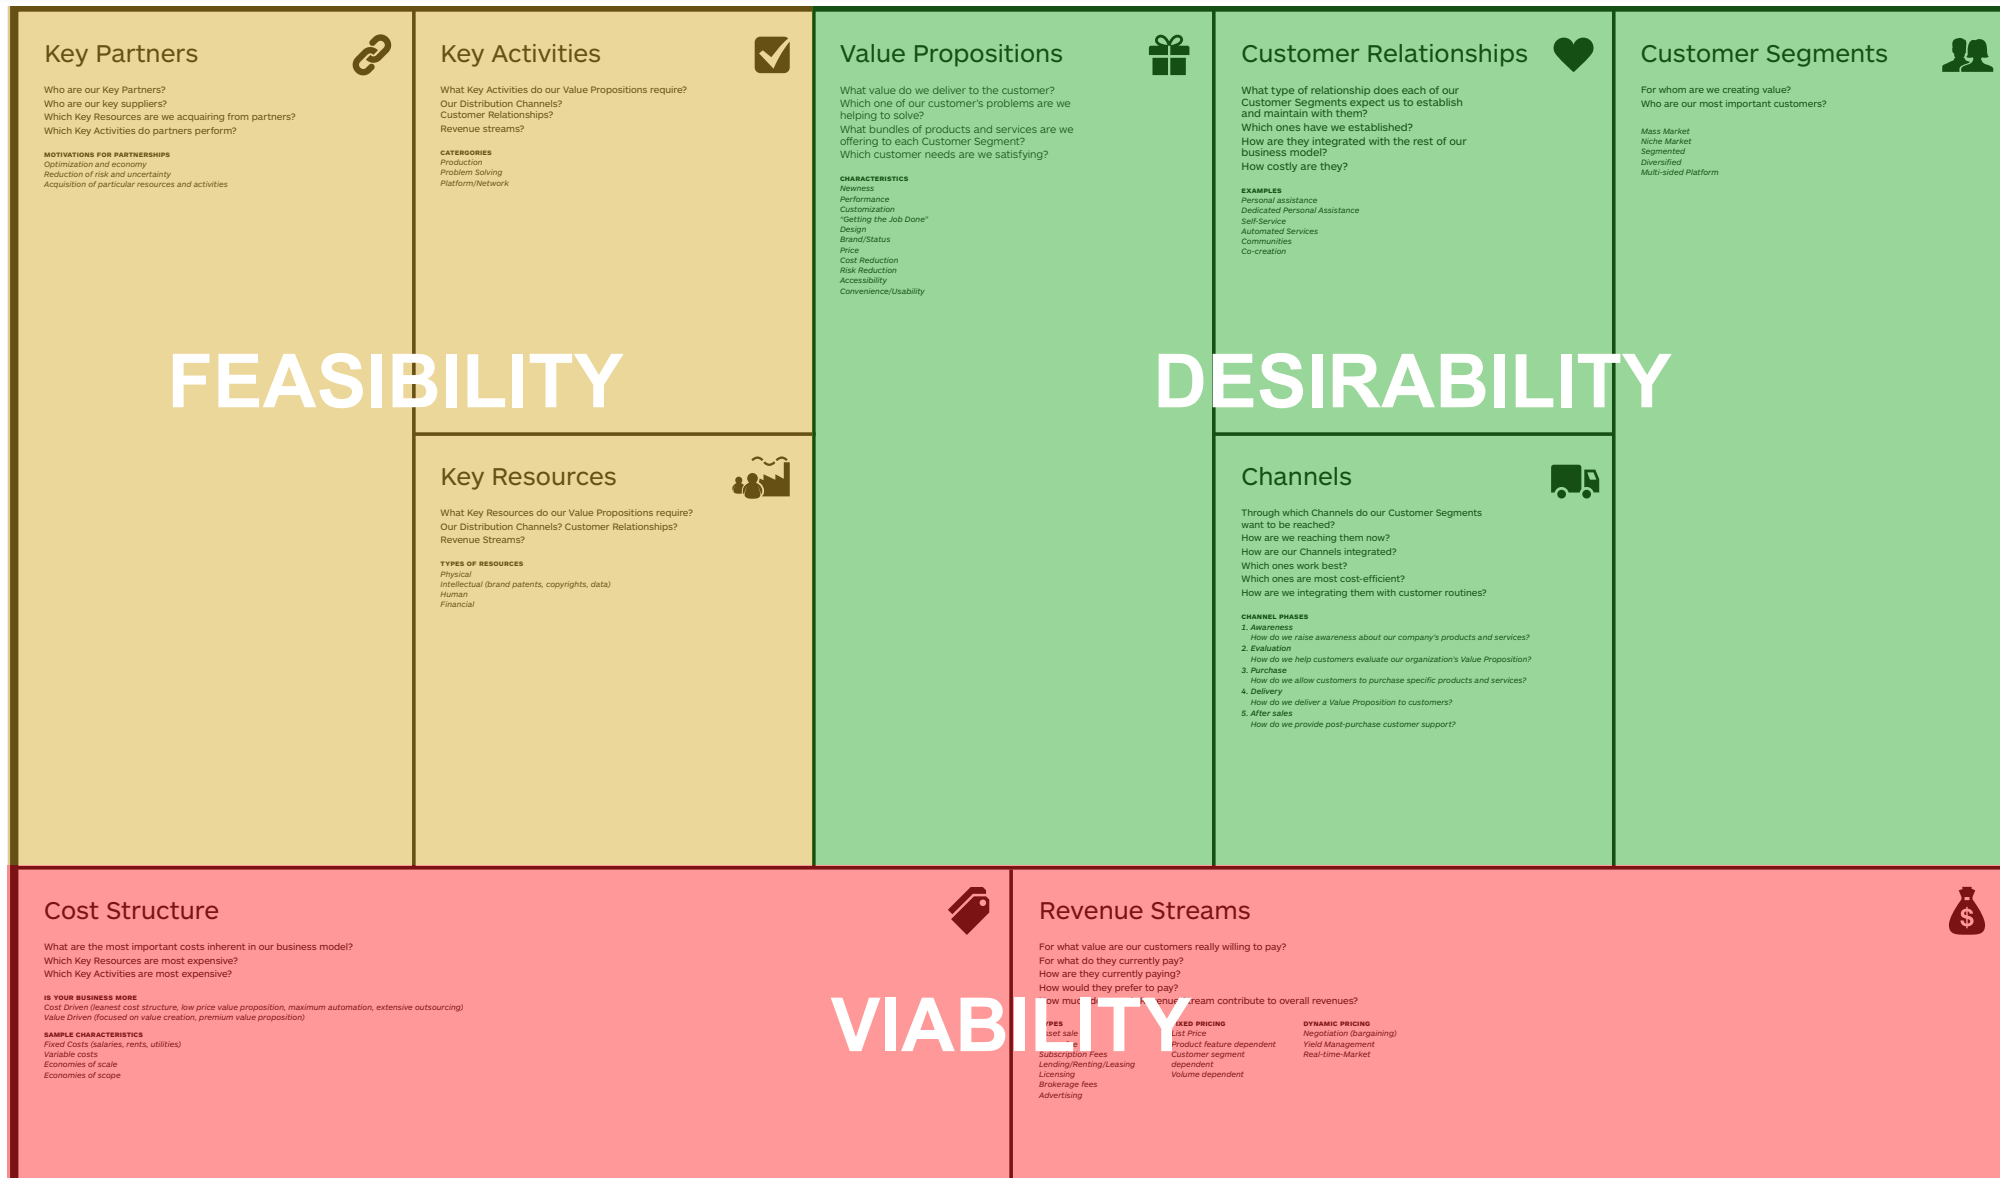 Key Partners
Who are our Key Partners?
Who are our key suppliers?
Which Key Resources are we acquairing from partners?
Which Key Activities do partners perform?
MOTIVATIONS FOR PARTNERSHIPS
Optimization and economy
Reduction of risk and uncertainty
Acquisition of particular resources and activities
Key Activities
What Key Activities do our Value Propositions require?
Our Distribution Channels?
Customer Relationships?
Revenue streams?
CATERGORIES
Production
Problem Solving
Platform/Network
FEASIBILITY
Key Resources
What Key Resources do our Value Propositions require?
Our Distribution Channels? Customer Relationships?
Revenue Streams?
TYPES OF RESOURCES
Physical
Intellectual (brand patents, copyrights, data)
Human
Financial
Value Propositions
What value do we deliver to the customer?
Which one of our customer's problems are we
helping to solve?
What bundles of products and services are we
offering to each Customer Segment?
Which customer needs are we satisfying?
CHARACTERISTICS
Newness
Performance
Customization
"Getting the Job Done"
Design
Brand/Status
Price
Cost Reduction
Risk Reduction
Accessibility
Convenience/Usability
Customer Relationships
What type of relationship does each of our
Customer Segments expect us to establish
and maintain with them?
Which ones have we established?
How are they integrated with the rest of our
business model?
How costly are they?
EXAMPLES
Personal assistance
Dedicated Personal Assistance
Self-Service
Automated Services
Communities
Co-creation
DESIRABILITY
Channels
Through which Channels do our Customer Segments
want to be reached?
How are we reaching them now?
How are our Channels integrated?
Which ones work best?
Which ones are most cost-efficient?
How are we integrating them with customer routines?
CHANNEL PHASES
1. Awareness
How do we raise awareness about our company's products and services?
2. Evaluation
How do we help customers evaluate our organization's Value Proposition?
3. Purchase
How do we allow customers to purchase specific products and services?
4. Delivery
How do we deliver a Value Proposition to customers?
5. After sales
How do we provide post-purchase customer support?
Customer Segments
For whom are we creating value?
Who are our most important customers?
Mass Market
Niche Market
Segmented
Diversified
Multi-sided Platform
Cost Structure
What are the most important costs inherent in our business model?
Which Key Resources are most expensive?
Which Key Activities are most expensive?
IS YOUR BUSINESS MORE
Cost Driven (leanest cost structure, low price value proposition, maximum automation, extensive outsourcing)
Value Driven (focused on value creation, premium value proposition)
SAMPLE CHARACTERISTICS
Fixed Costs (salaries, rents, utilities)
Variable costs
Economies of scale
Economies of scope
VIABILITY
Revenue Streams
For what value are our customers really willing to pay?
For what do they currently pay?
How are they currently paying?
How would they prefer to pay?
contribute to overall revenues?
sale
Subscription Fees
Lending/Renting/Leasing
Licensing
Brokerage fees
Advertising
PRICING
List Price
Product feature dependent
Customer segment
dependent
Volume dependent
DYNAMIC PRICING
Negotiation (bargaining)
Yield Management
Real-time-Market